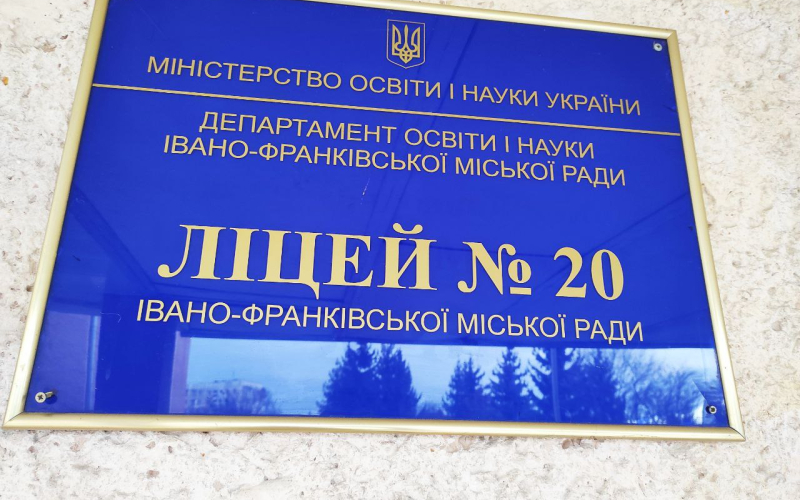 МІНІСТЕРСТВО ОСВІТИ І НАУКИ УКРАЇНИ
ДЕПАРТАМЕНТ ОСВІТИ І НАУКИ
ІВАНО-ФРАНКІВСЬКОЇ МІСЬКОЇ РАДИ
ЛІЦЕЙ № 20
ІВАНО-ФРАНКІВСЬКОЇ МІСЬКОЇ РАДИ